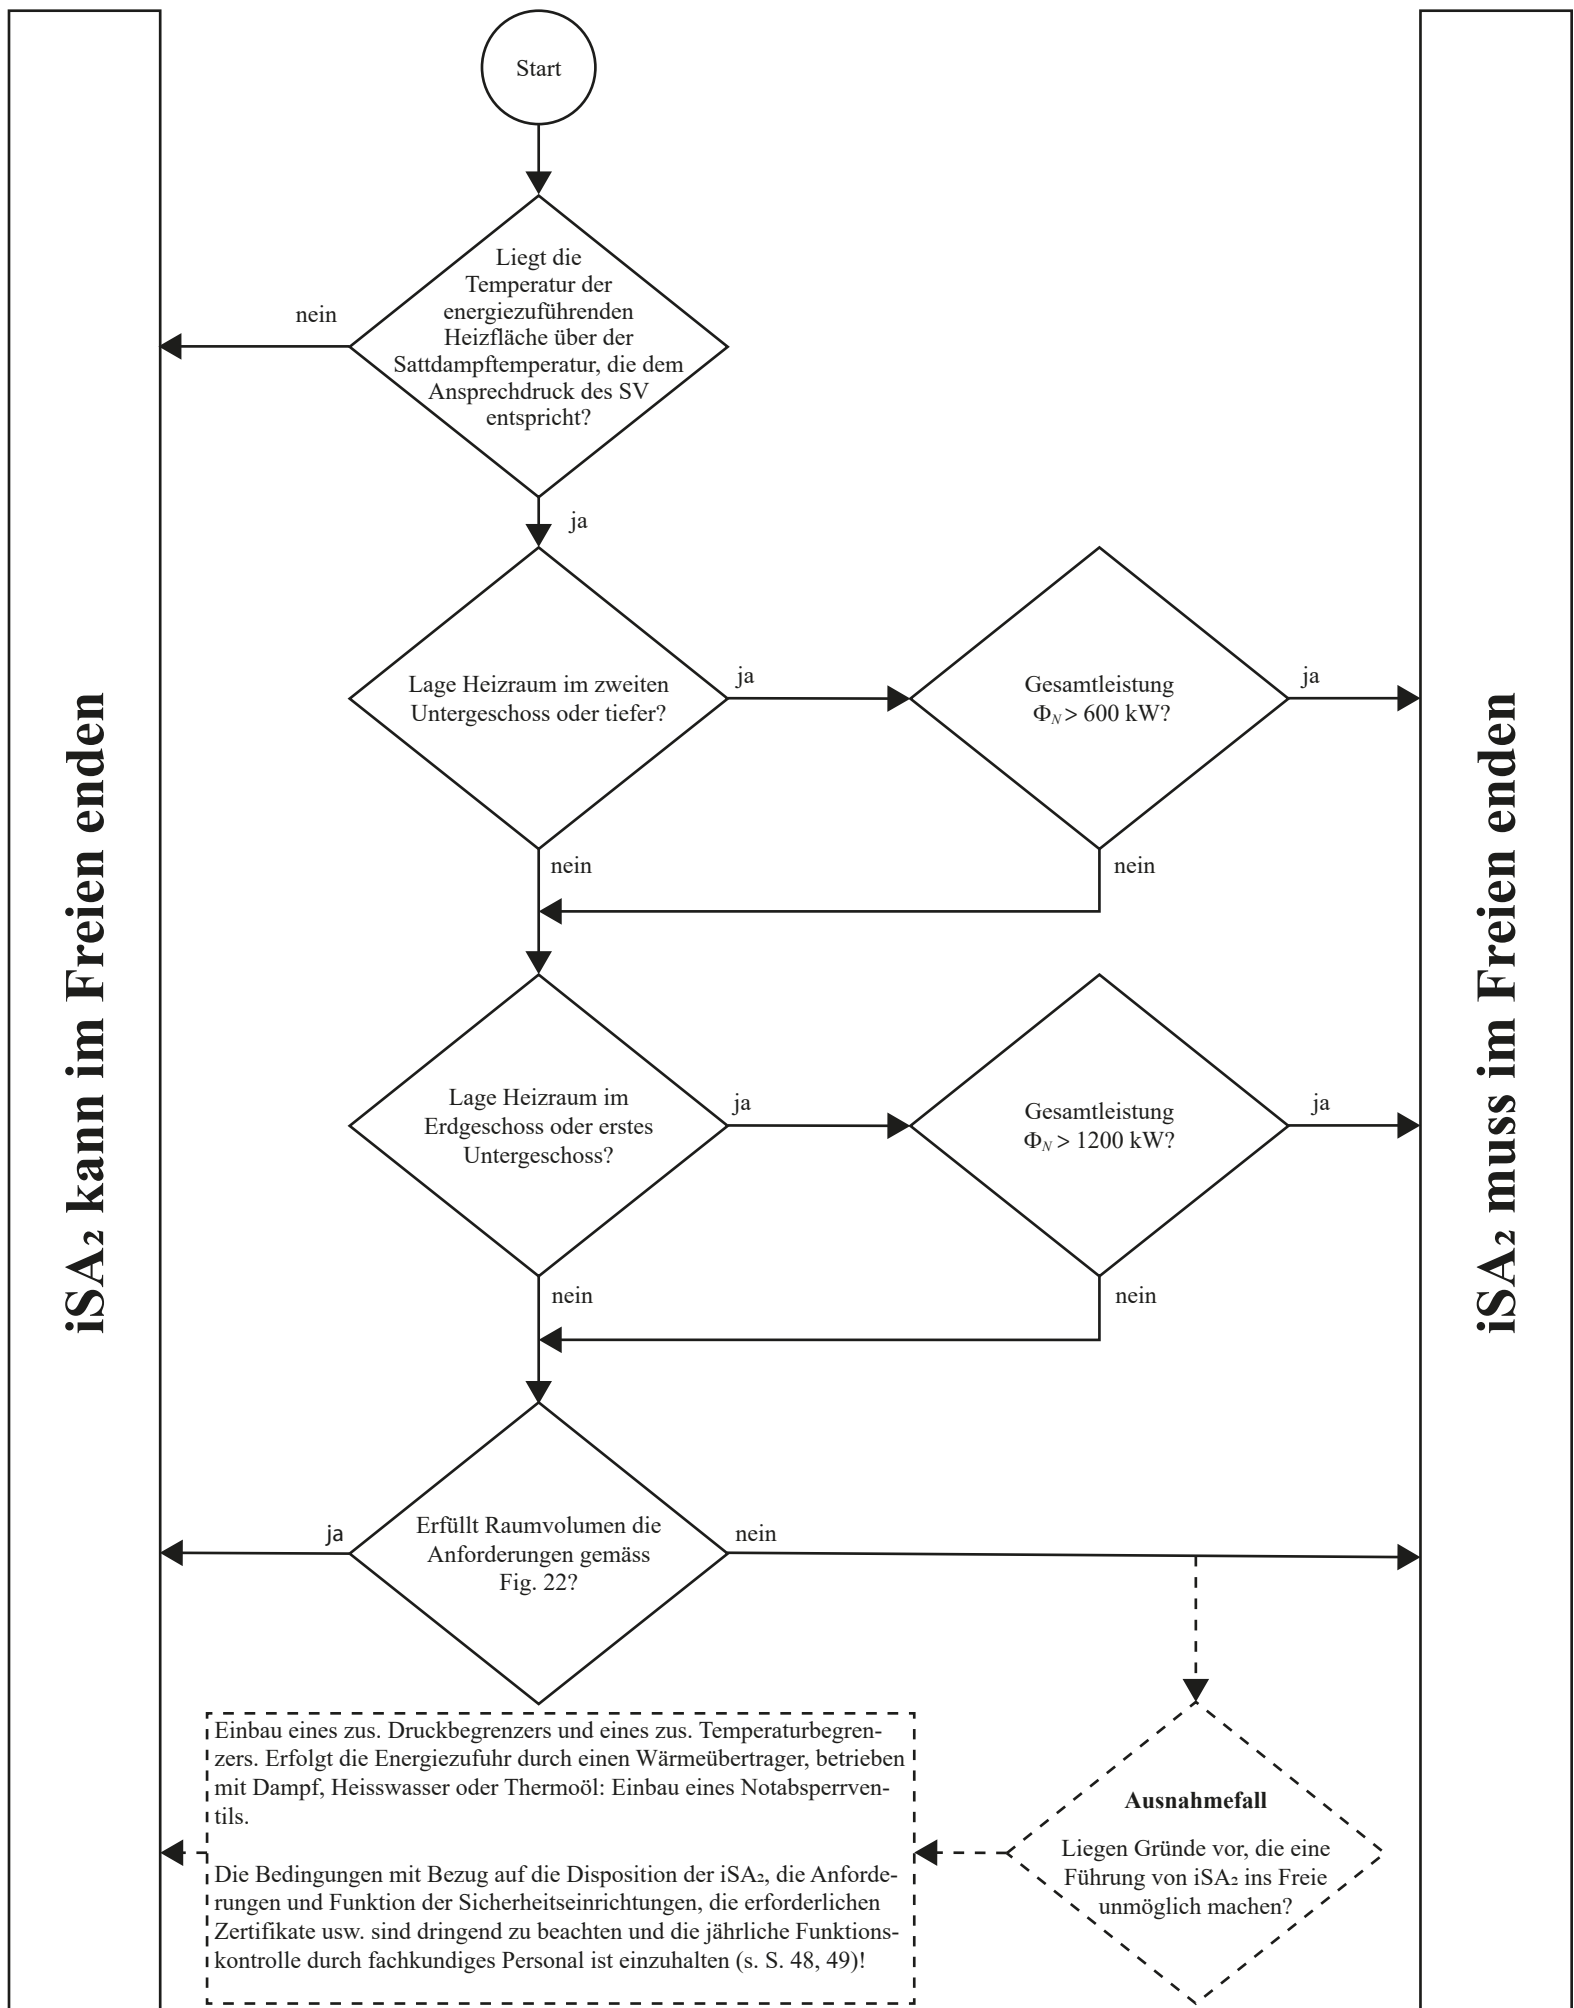 Start
Liegt die
Temperatur der
energiezuführenden
Heizfläche über der
Sattdampftemperatur, die dem
Ansprechdruck des SV
entspricht?
nein
ja
Lage Heizraum im zweiten
Untergeschoss oder tiefer?
ja
Gesamtleistung
ΦN > 600 kW?
ja
nein
nein
Lage Heizraum im
Erdgeschoss oder erstes
Untergeschoss?
ja
Gesamtleistung
ΦN > 1200 kW?
ja
nein
nein
Erfüllt Raumvolumen die
Anforderungen gemäss
Fig. 22?
ja
nein
Ausnahmefall
Liegen Gründe vor, die eine
Führung von iSA₂ ins Freie
unmöglich machen?
Einbau eines zus. Druckbegrenzers und eines zus. Temperaturbegren-
zers. Erfolgt die Energiezufuhr durch einen Wärmeübertrager, betrieben
mit Dampf, Heisswasser oder Thermoöl: Einbau eines Notabsperrven-
tils.
Die Bedingungen mit Bezug auf die Disposition der iSA₂, die Anforde-
rungen und Funktion der Sicherheitseinrichtungen, die erforderlichen
Zertifikate usw. sind dringend zu beachten und die jährliche Funktions-
kontrolle durch fachkundiges Personal ist einzuhalten (s. S. 48, 49)!
iSA₂ kann im Freien enden
iSA₂ muss im Freien enden